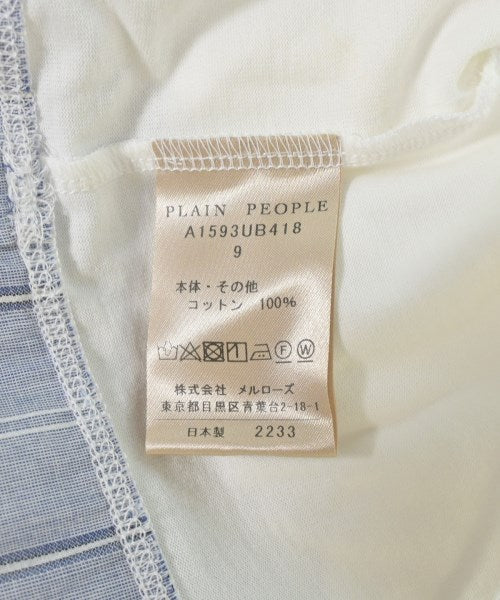 PLAIN PEOPLE
A1593UB418
9
本体・その他
コットン 100%
株式会社 メルローズ
東京都目黒区青葉台2-18-1
日本製 2233